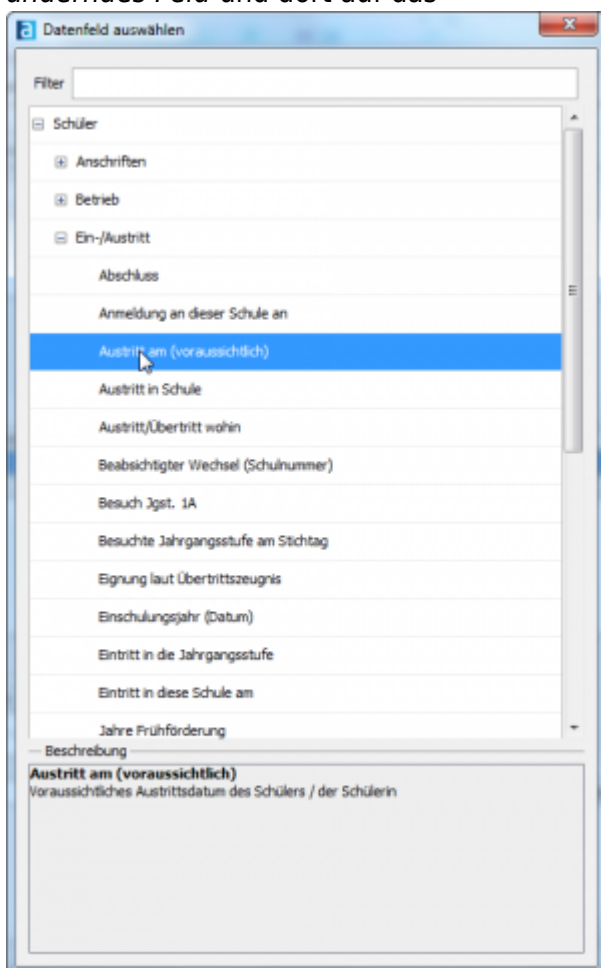 änderndes Feld und dort auf das
Datenfeld auswählen
Filter
Schüler
Anschriften
Betrieb
Ein-/Austritt
Abschluss
Anmeldung an dieser Schule an
Austritt am (voraussichtlich)
Austritt in Schule
Austritt/Übertritt wohin
Beabsichtigter Wechsel (Schulnummer)
Besuch Jgst. 1A
Besuchte Jahrgangsstufe am Stichtag
Eignung laut Übertrittszeugnis
Einschulungsjahr (Datum)
Eintritt in die Jahrgangsstufe
Eintritt in diese Schule am
Jahre Frühförderung
Beschreibung
Austritt am (voraussichtlich)
Voraussichtliches Austrittsdatum des Schülers / der Schülerin